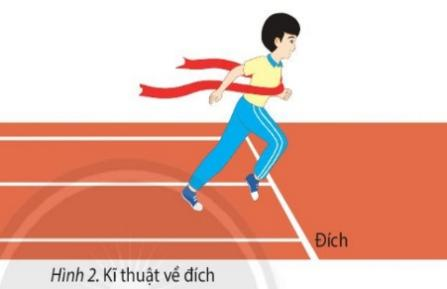 Đích
Hình 2. Kĩ thuật về đích